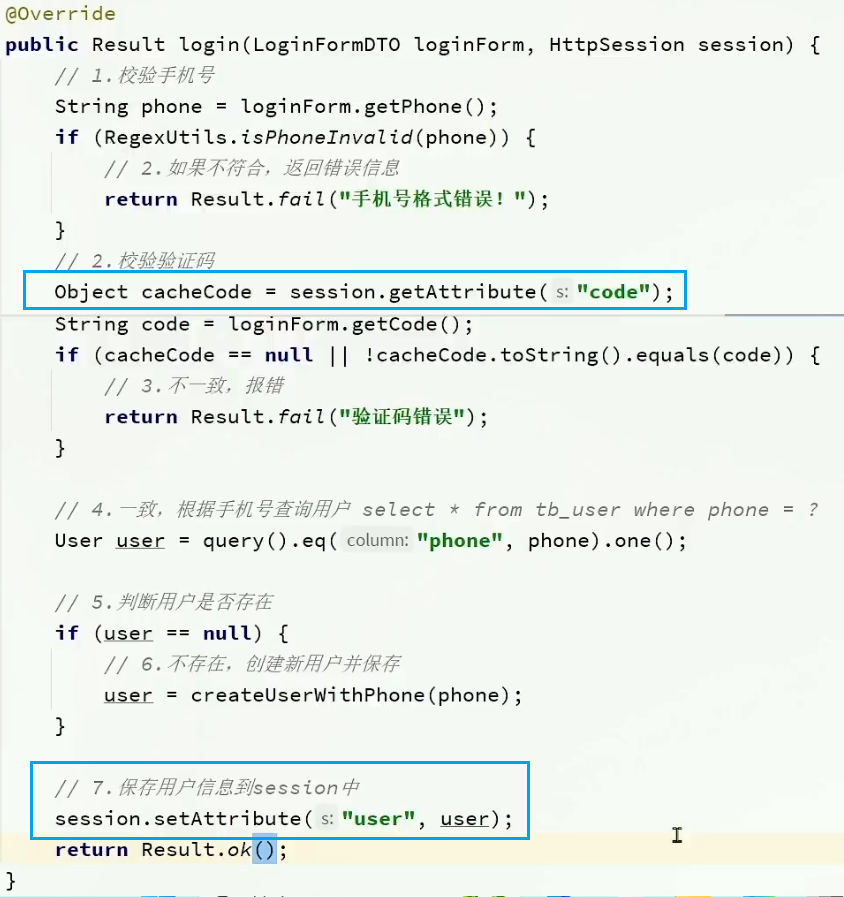 @Override
public Result login(LoginFormDTO loginForm, HttpSession session) {
// 1.校验手机号
String phone = loginForm.getPhone();
if (RegexUtils.isPhoneInvalid(phone)) {
// 2.如果不符合，返回错误信息
return Result.fail("手机号格式错误！");
}
// 2.校验验证码
Object cacheCode = session.getAttribute( s: "code");
String code = loginForm.getCode();
if (cacheCode == null || !cacheCode.toString().equals(code)) {
// 3.不一致，报错
return Result.fail("验证码错误");
}
// 4.一致，根据手机号查询用户 select * from tb_user where phone = ?
User user = query().eq( column: "phone", phone).one();
// 5.判断用户是否存在
if (user == null) {
// 6.不存在，创建新用户并保存
user = createUserWithPhone(phone);
}
// 7.保存用户信息到session中
session.setAttribute( s: "user", user);
return Result.ok();
}